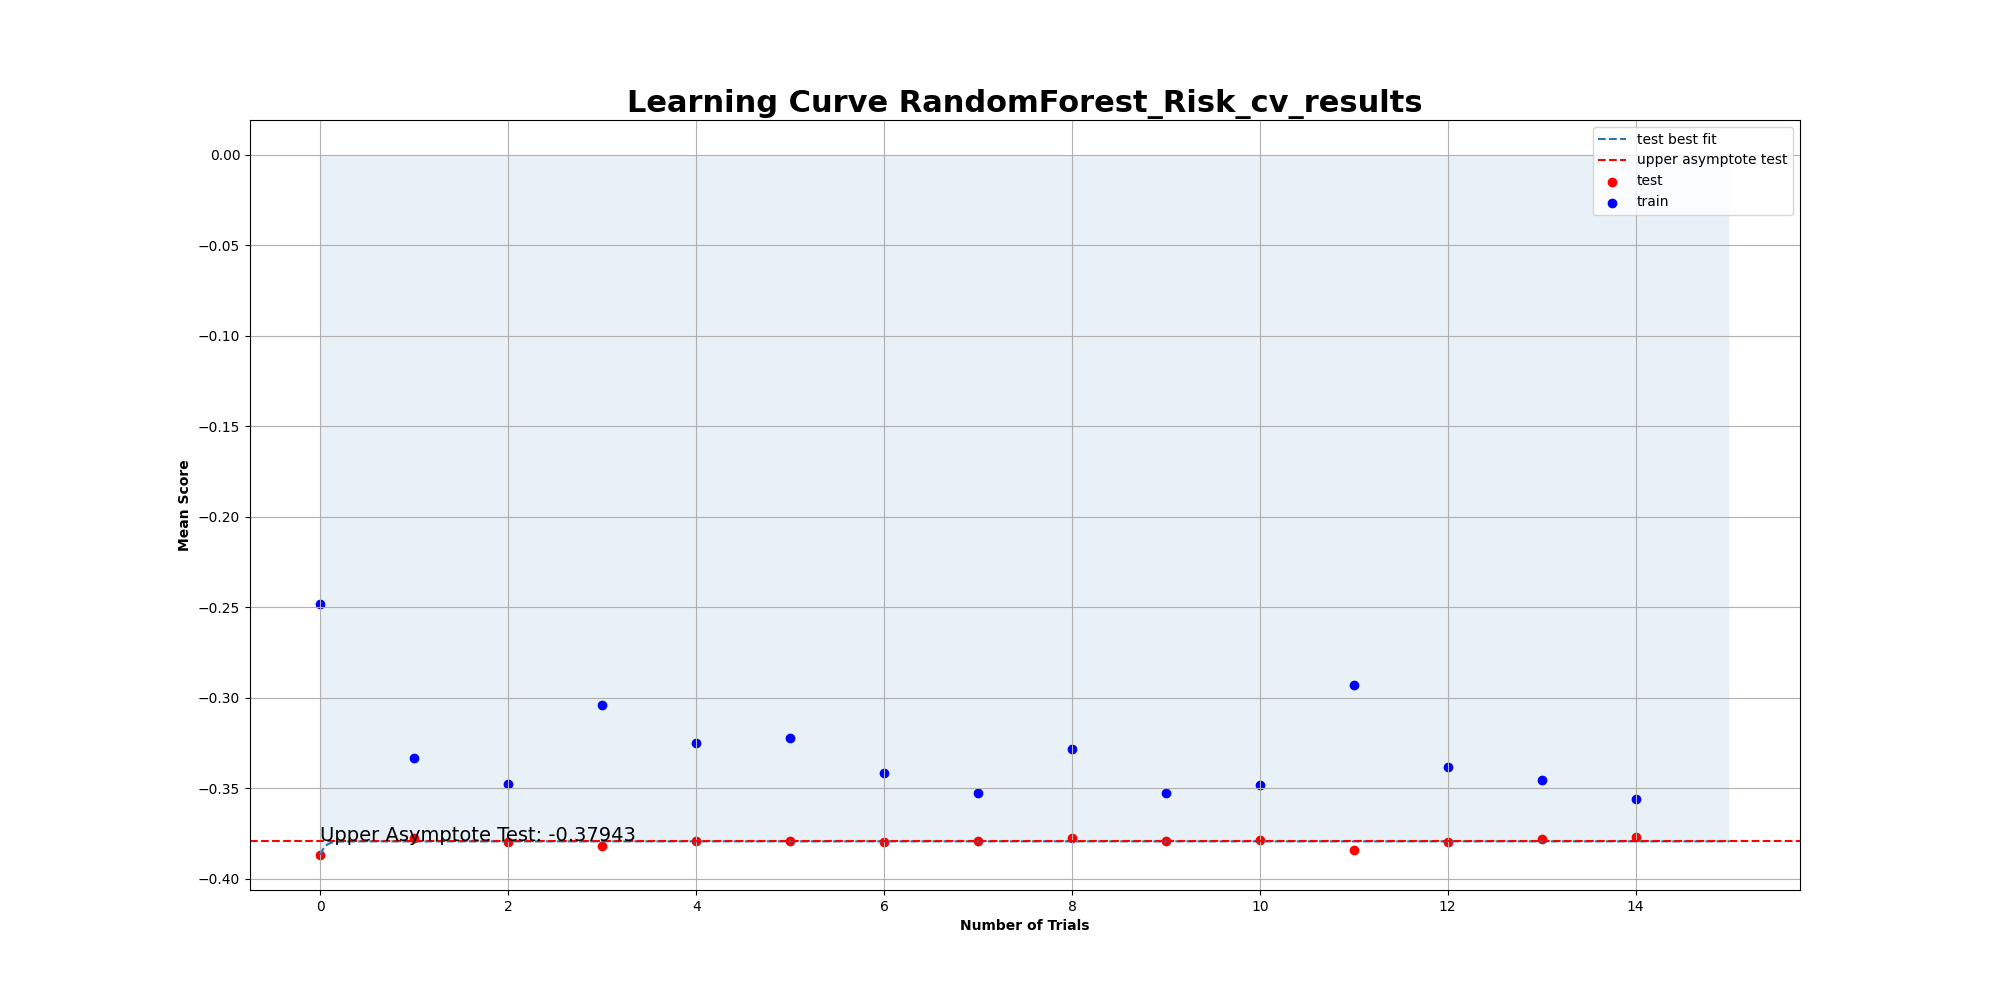 Learning Curve RandomForest_Risk_cv_results
test best fit
upper asymptote test
test
train
0.00
−0.05
−0.10
−0.15
−0.20
−0.25
−0.30
−0.35
−0.40
Mean Score
Upper Asymptote Test: -0.37943
0 2 4 6 8 10 12 14
Number of Trials